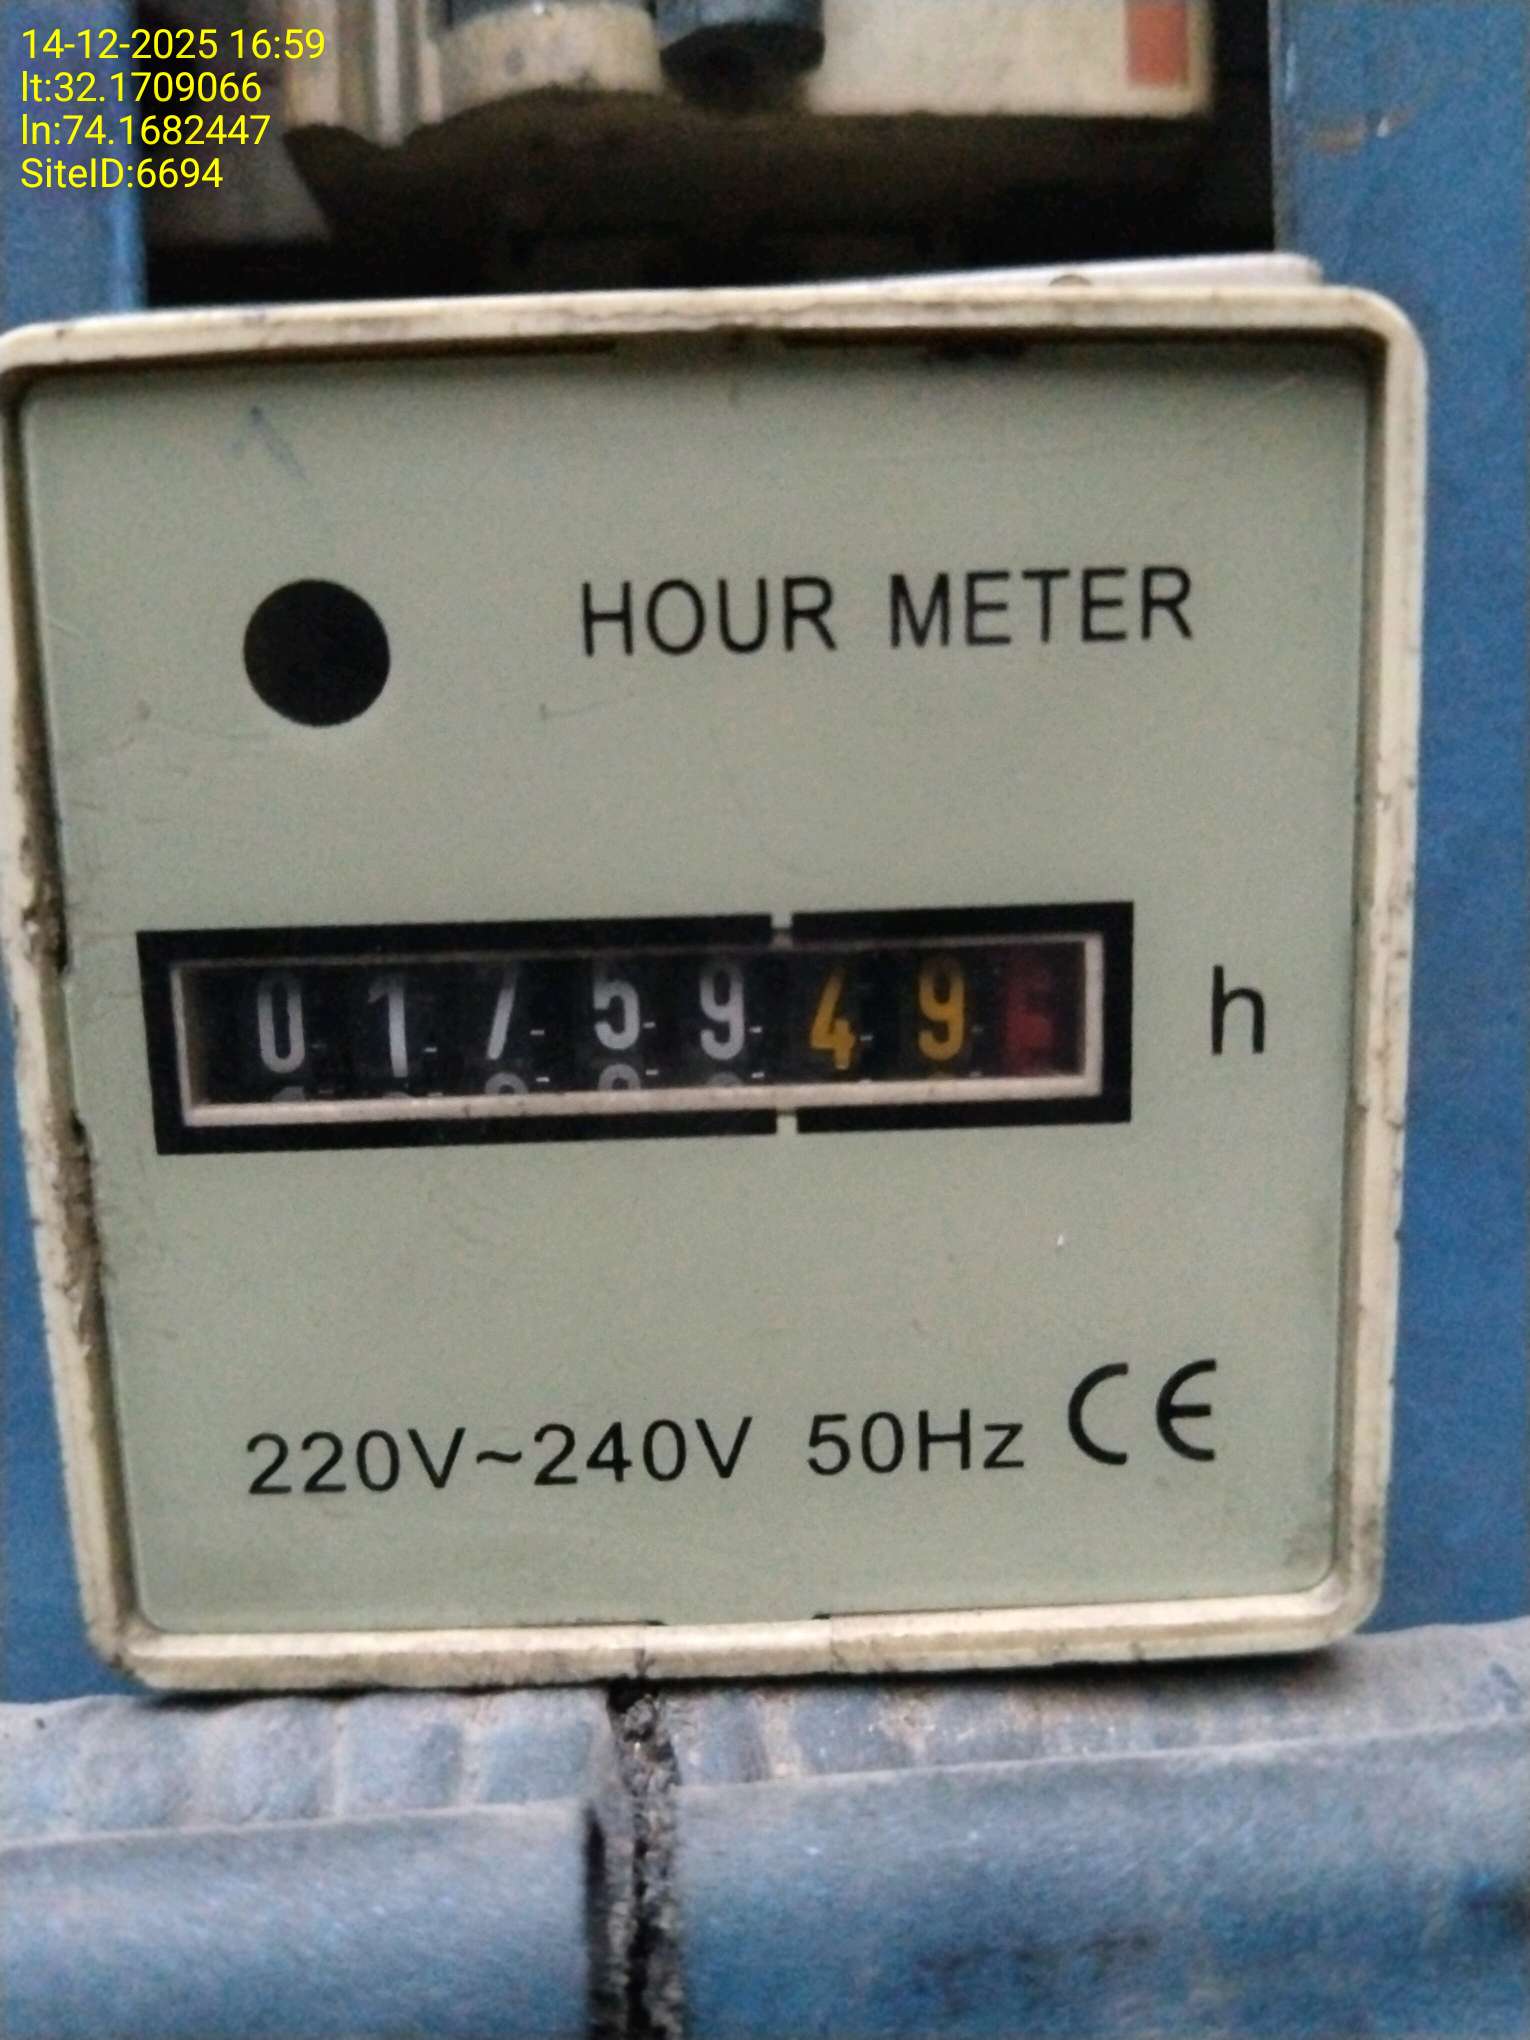 14-12-2025 16:59
lt:32.1709066
ln:74.1682447
SiteID:6694
HOUR METER
0175949 h
220V~240V 50Hz CE